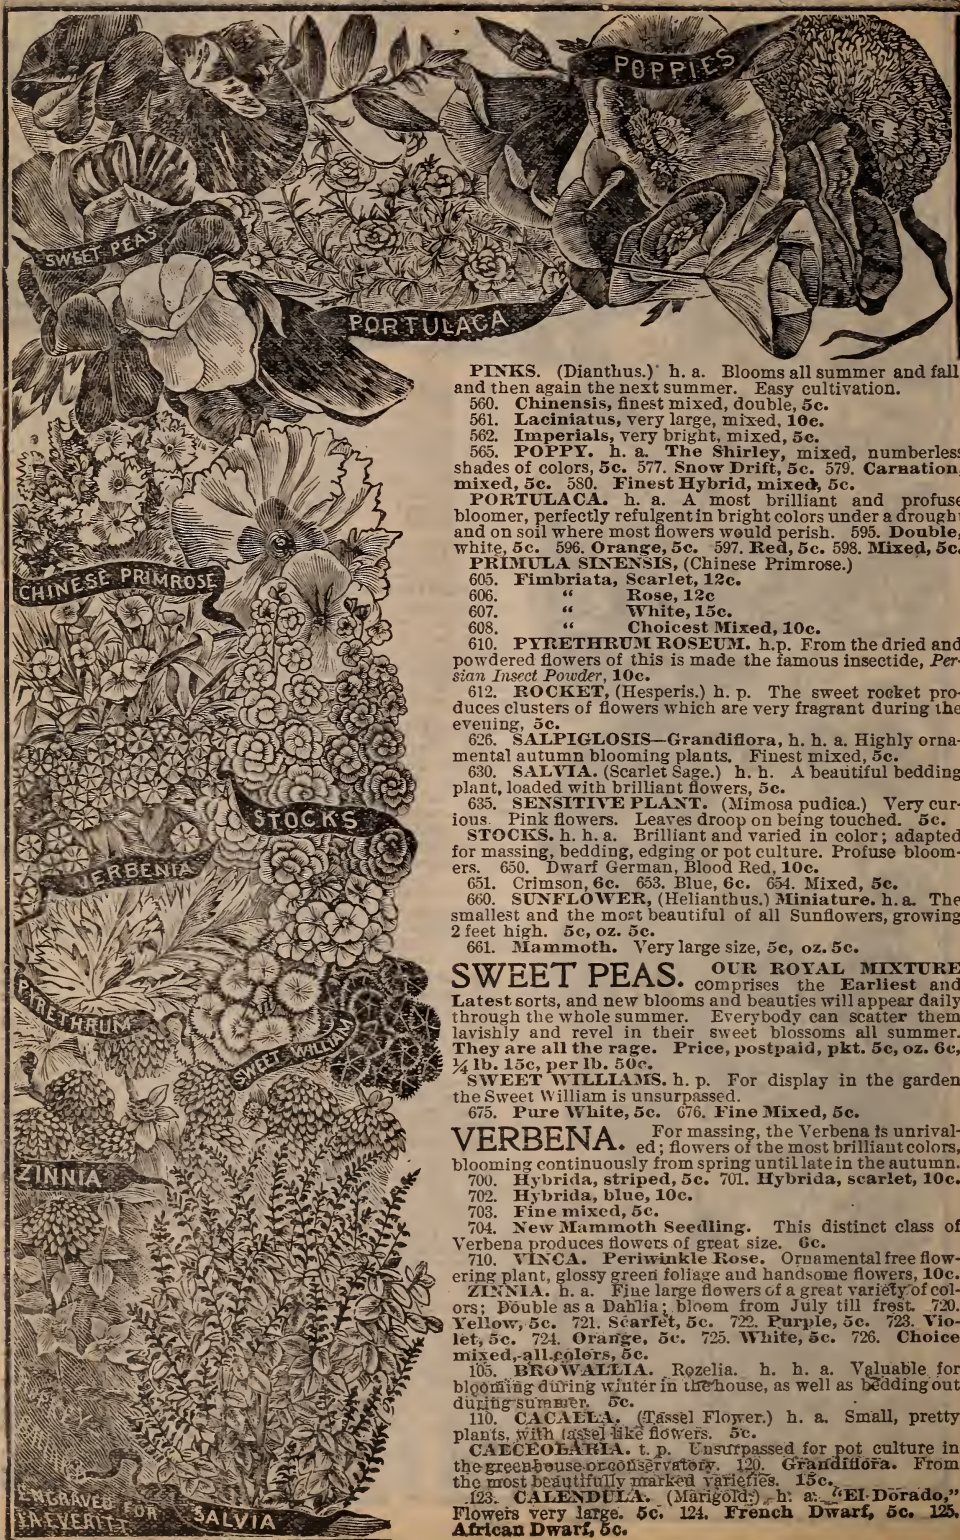 POPPIES
SWEET PEAS
PORTULACA
CHINESE PRIMROSE
STOCKS
VERBENIA
PYRETHRUM
SWEET WILLIAM
ZINNIA
ENGRAVED FOR
J.A.EVERITT
SALVIA
PINKS. (Dianthus.) h. a. Blooms all summer and fall
and then again the next summer. Easy cultivation.
560. Chinensis, finest mixed, double, 5c.
561. Laciniatus, very large, mixed, 10c.
562. Imperials, very bright, mixed, 5c.
565. POPPY. h. a. The Shirley, mixed, numberless
shades of colors, 5c. 577. Snow Drift, 5c. 579. Carnation
mixed, 5c. 580. Finest Hybrid, mixed, 5c.
PORTULACA. h. a. A most brilliant and profuse
bloomer, perfectly refulgent in bright colors under a drought
and on soil where most flowers would perish. 595. Double,
white, 5c. 596. Orange, 5c. 597. Red, 5c. 598. Mixed, 5c.
PRIMULA SINENSIS, (Chinese Primrose.)
605. Fimbriata, Scarlet, 12c.
606. “ Rose, 12c
607. “ White, 15c.
608. “ Choicest Mixed, 10c.
610. PYRETHRUM ROSEUM. h.p. From the dried and
powdered flowers of this is made the famous insectide, Per-
sian Insect Powder, 10c.
612. ROCKET, (Hesperis.) h. p. The sweet rocket pro-
duces clusters of flowers which are very fragrant during the
evening, 5c.
626. SALPIGLOSIS—Grandiflora, h. h. a. Highly orna-
mental autumn blooming plants. Finest mixed, 5c.
630. SALVIA. (Scarlet Sage.) h. h. A beautiful bedding
plant, loaded with brilliant flowers, 5c.
635. SENSITIVE PLANT. (Mimosa pudica.) Very cur-
ious. Pink flowers. Leaves droop on being touched. 5c.
STOCKS. h. h. a. Brilliant and varied in color; adapted
for massing, bedding, edging or pot culture. Profuse bloom-
ers. 650. Dwarf German, Blood Red, 10c.
651. Crimson, 6c. 653. Blue, 6c. 654. Mixed, 5c.
660. SUNFLOWER, (Helianthus.) Miniature. h. a. The
smallest and the most beautiful of all Sunflowers, growing
2 feet high. 5c, oz. 5c.
661. Mammoth. Very large size, 5c, oz. 5c.
SWEET PEAS. OUR ROYAL MIXTURE
comprises the Earliest and
Latest sorts, and new blooms and beauties will appear daily
through the whole summer. Everybody can scatter them
lavishly and revel in their sweet blossoms all summer.
They are all the rage. Price, postpaid, pkt. 5c, oz. 6c,
¼ lb. 15c, per lb. 50c.
SWEET WILLIAMS. h. p. For display in the garden
the Sweet William is unsurpassed.
675. Pure White, 5c. 676. Fine Mixed, 5c.
VERBENA. For massing, the Verbena is unrival-
ed; flowers of the most brilliant colors,
blooming continuously from spring until late in the autumn.
700. Hybrida, striped, 5c. 701. Hybrida, scarlet, 10c.
702. Hybrida, blue, 10c.
703. Fine mixed, 5c.
704. New Mammoth Seedling. This distinct class of
Verbena produces flowers of great size. 6c.
710. VINCA. Periwinkle Rose. Ornamental free flow-
ering plant, glossy green foliage and handsome flowers, 10c.
ZINNIA. h. a. Fine large flowers of a great variety of col-
ors; Double as a Dahlia; bloom from July till frost. 720.
Yellow, 5c. 721. Scarlet, 5c. 722. Purple, 5c. 723. Vio-
let, 5c. 724. Orange, 5c. 725. White, 5c. 726. Choice
mixed, all colors, 5c.
105. BROWALLIA. Rozelia. h. h. a. Valuable for
blooming during winter in the house, as well as bedding out
during summer. 5c.
110. CACALLA. (Tassel Flower.) h. a. Small, pretty
plants, with tassel like flowers. 5c.
CAECEOLARIA. t. p. Unsurpassed for pot culture in
the greenhouse or conservatory. 120. Grandiflora. From
the most beautifully marked varieties. 15c.
123. CALENDULA. (Marigold.) h. a. “El Dorado,”
Flowers very large. 5c. 124. French Dwarf, 5c. 125.
African Dwarf, 5c.